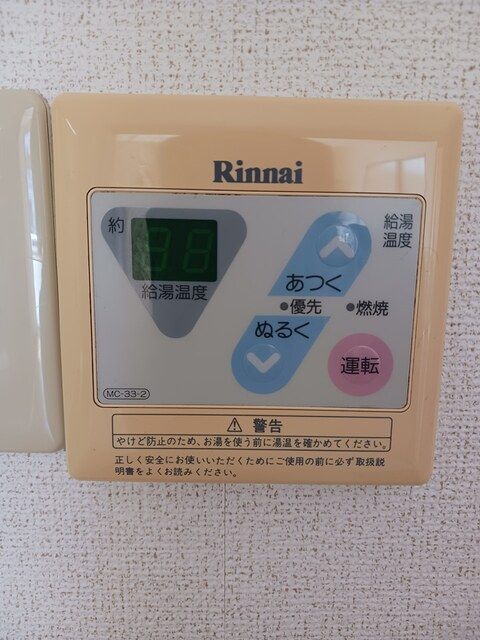 Rinnai
約
88
給湯温度
給湯
温度
あつく
優先
燃焼
ぬるく
運転
MC-33-2
⚠ 警告
やけど防止のため、お湯を使う前に湯温を確かめてください。
正しく安全にお使いいただくためにご使用の前に必ず取扱説
明書をよくお読みください。